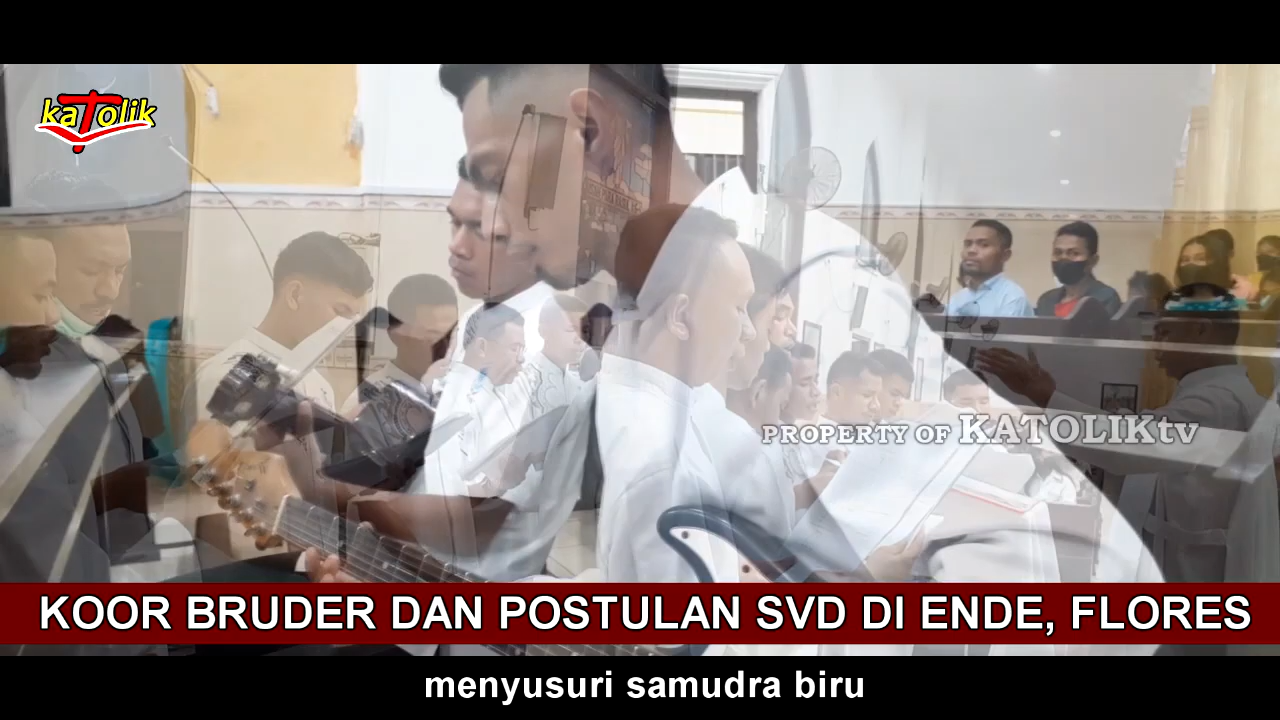 kaTolik
PROPERTY OF KATOLIKtv
KOOR BRUDER DAN POSTULAN SVD DI ENDE, FLORES
menyusuri samudra biru